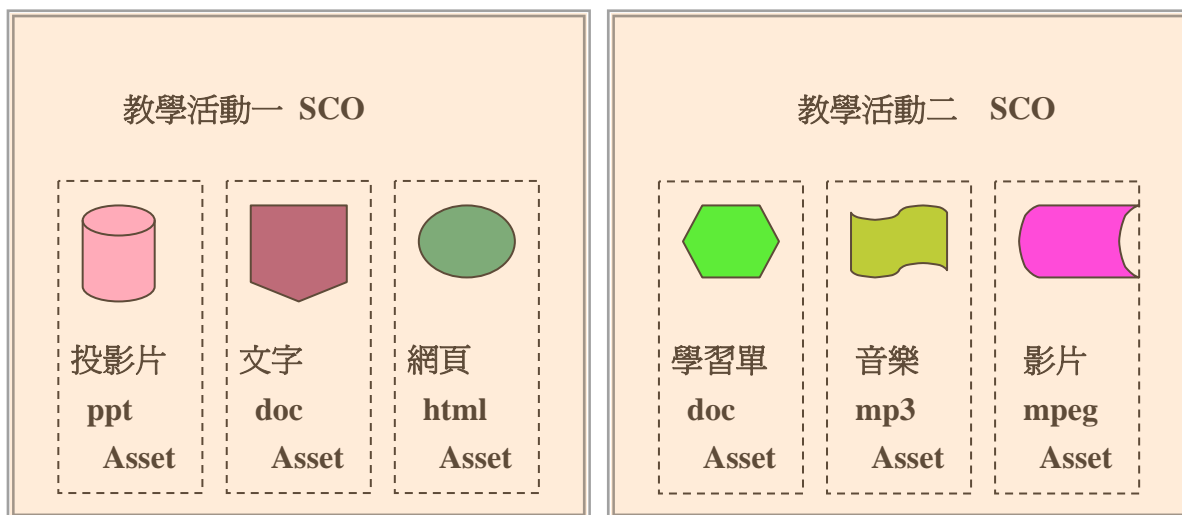 教學活動一 SCO
投影片
ppt
Asset
文字
doc
Asset
網頁
html
Asset
教學活動二 SCO
學習單
doc
Asset
音樂
mp3
Asset
影片
mpeg
Asset